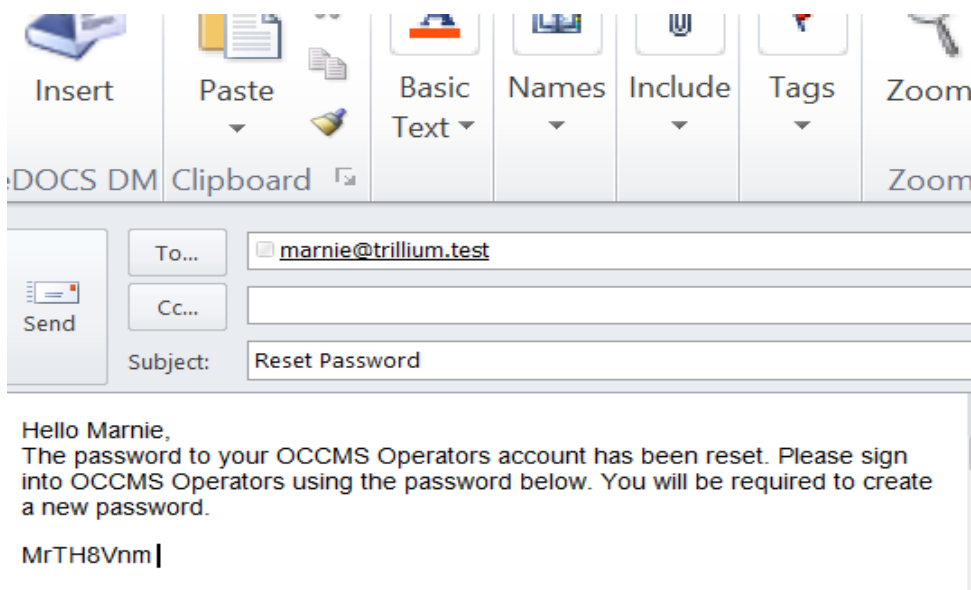 Insert
Paste
Basic
Text
Names
Include
Tags
Zoom
eDOCS DM
Clipboard
Zoom
Send
To...
marnie@trillium.test
Cc...
Subject:
Reset Password
Hello Marnie,
The password to your OCCMS Operators account has been reset. Please sign
into OCCMS Operators using the password below. You will be required to create
a new password.
MrTH8Vnm